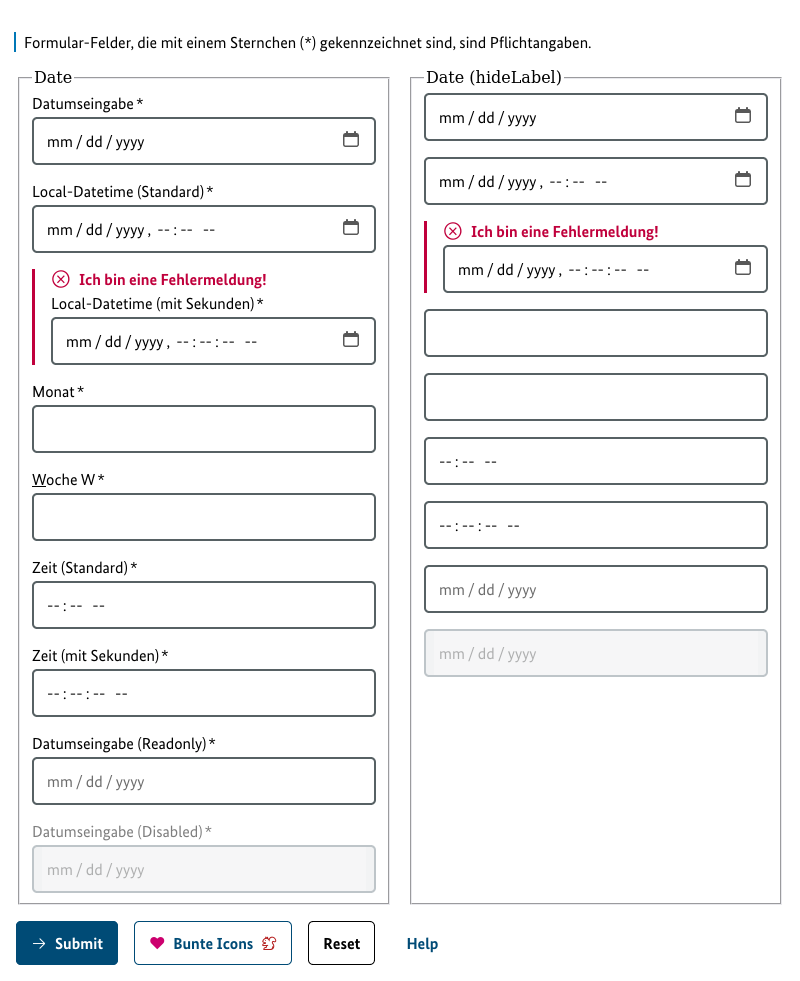 Formular-Felder, die mit einem Sternchen (*) gekennzeichnet sind, sind Pflichtangaben.
Date
Datumseingabe *
mm / dd / yyyy
Local-Datetime (Standard) *
mm / dd / yyyy , -- : -- --
Ich bin eine Fehlermeldung!
Local-Datetime (mit Sekunden) *
mm / dd / yyyy , -- : -- : -- --
Monat *
Woche W *
Zeit (Standard) *
-- : -- --
Zeit (mit Sekunden) *
-- : -- : -- --
Datumseingabe (Readonly) *
mm / dd / yyyy
Datumseingabe (Disabled) *
mm / dd / yyyy
Date (hideLabel)
mm / dd / yyyy
mm / dd / yyyy , -- : -- --
Ich bin eine Fehlermeldung!
mm / dd / yyyy , -- : -- : -- --
-- : -- --
-- : -- : -- --
mm / dd / yyyy
mm / dd / yyyy
Submit
Bunte Icons
Reset
Help